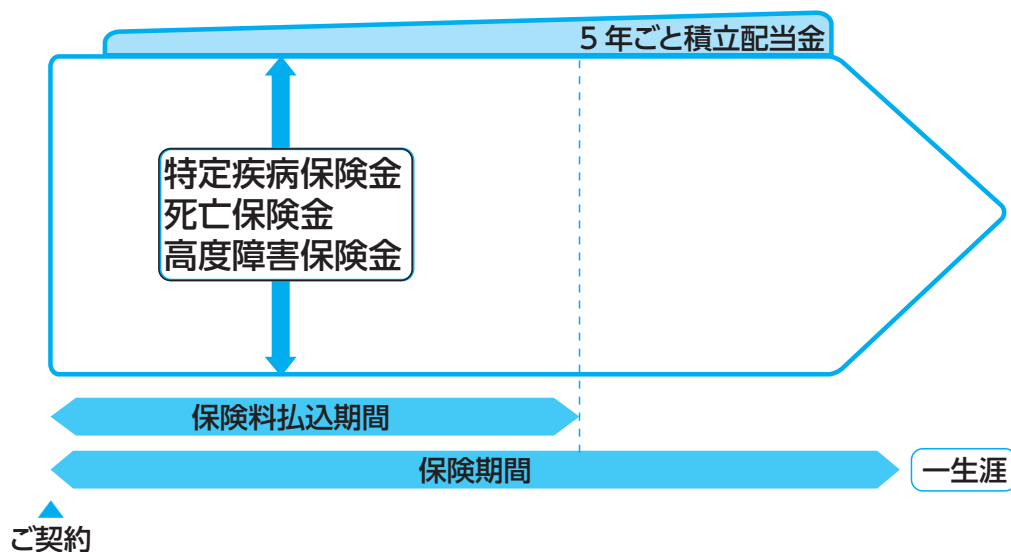 5年ごと積立配当金
特定疾病保険金
死亡保険金
高度障害保険金
保険料払込期間
保険期間
一生涯
ご契約